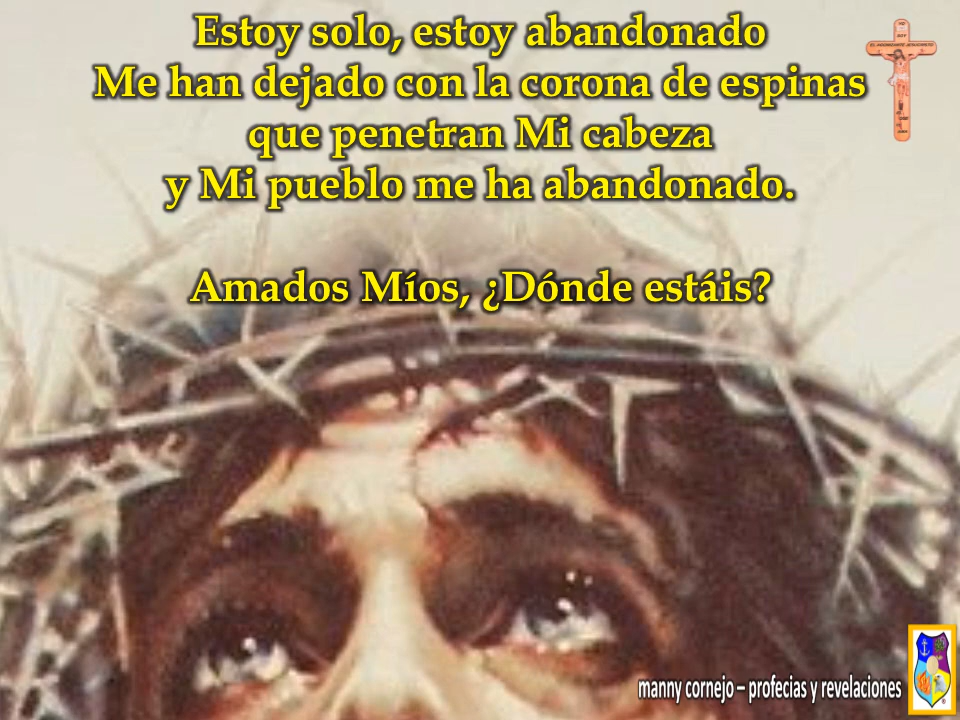 Estoy solo, estoy abandonado
Me han dejado con la corona de espinas
que penetran Mi cabeza
y Mi pueblo me ha abandonado.
Amados Míos, ¿Dónde estáis?
manny cornejo – profecias y revelaciones